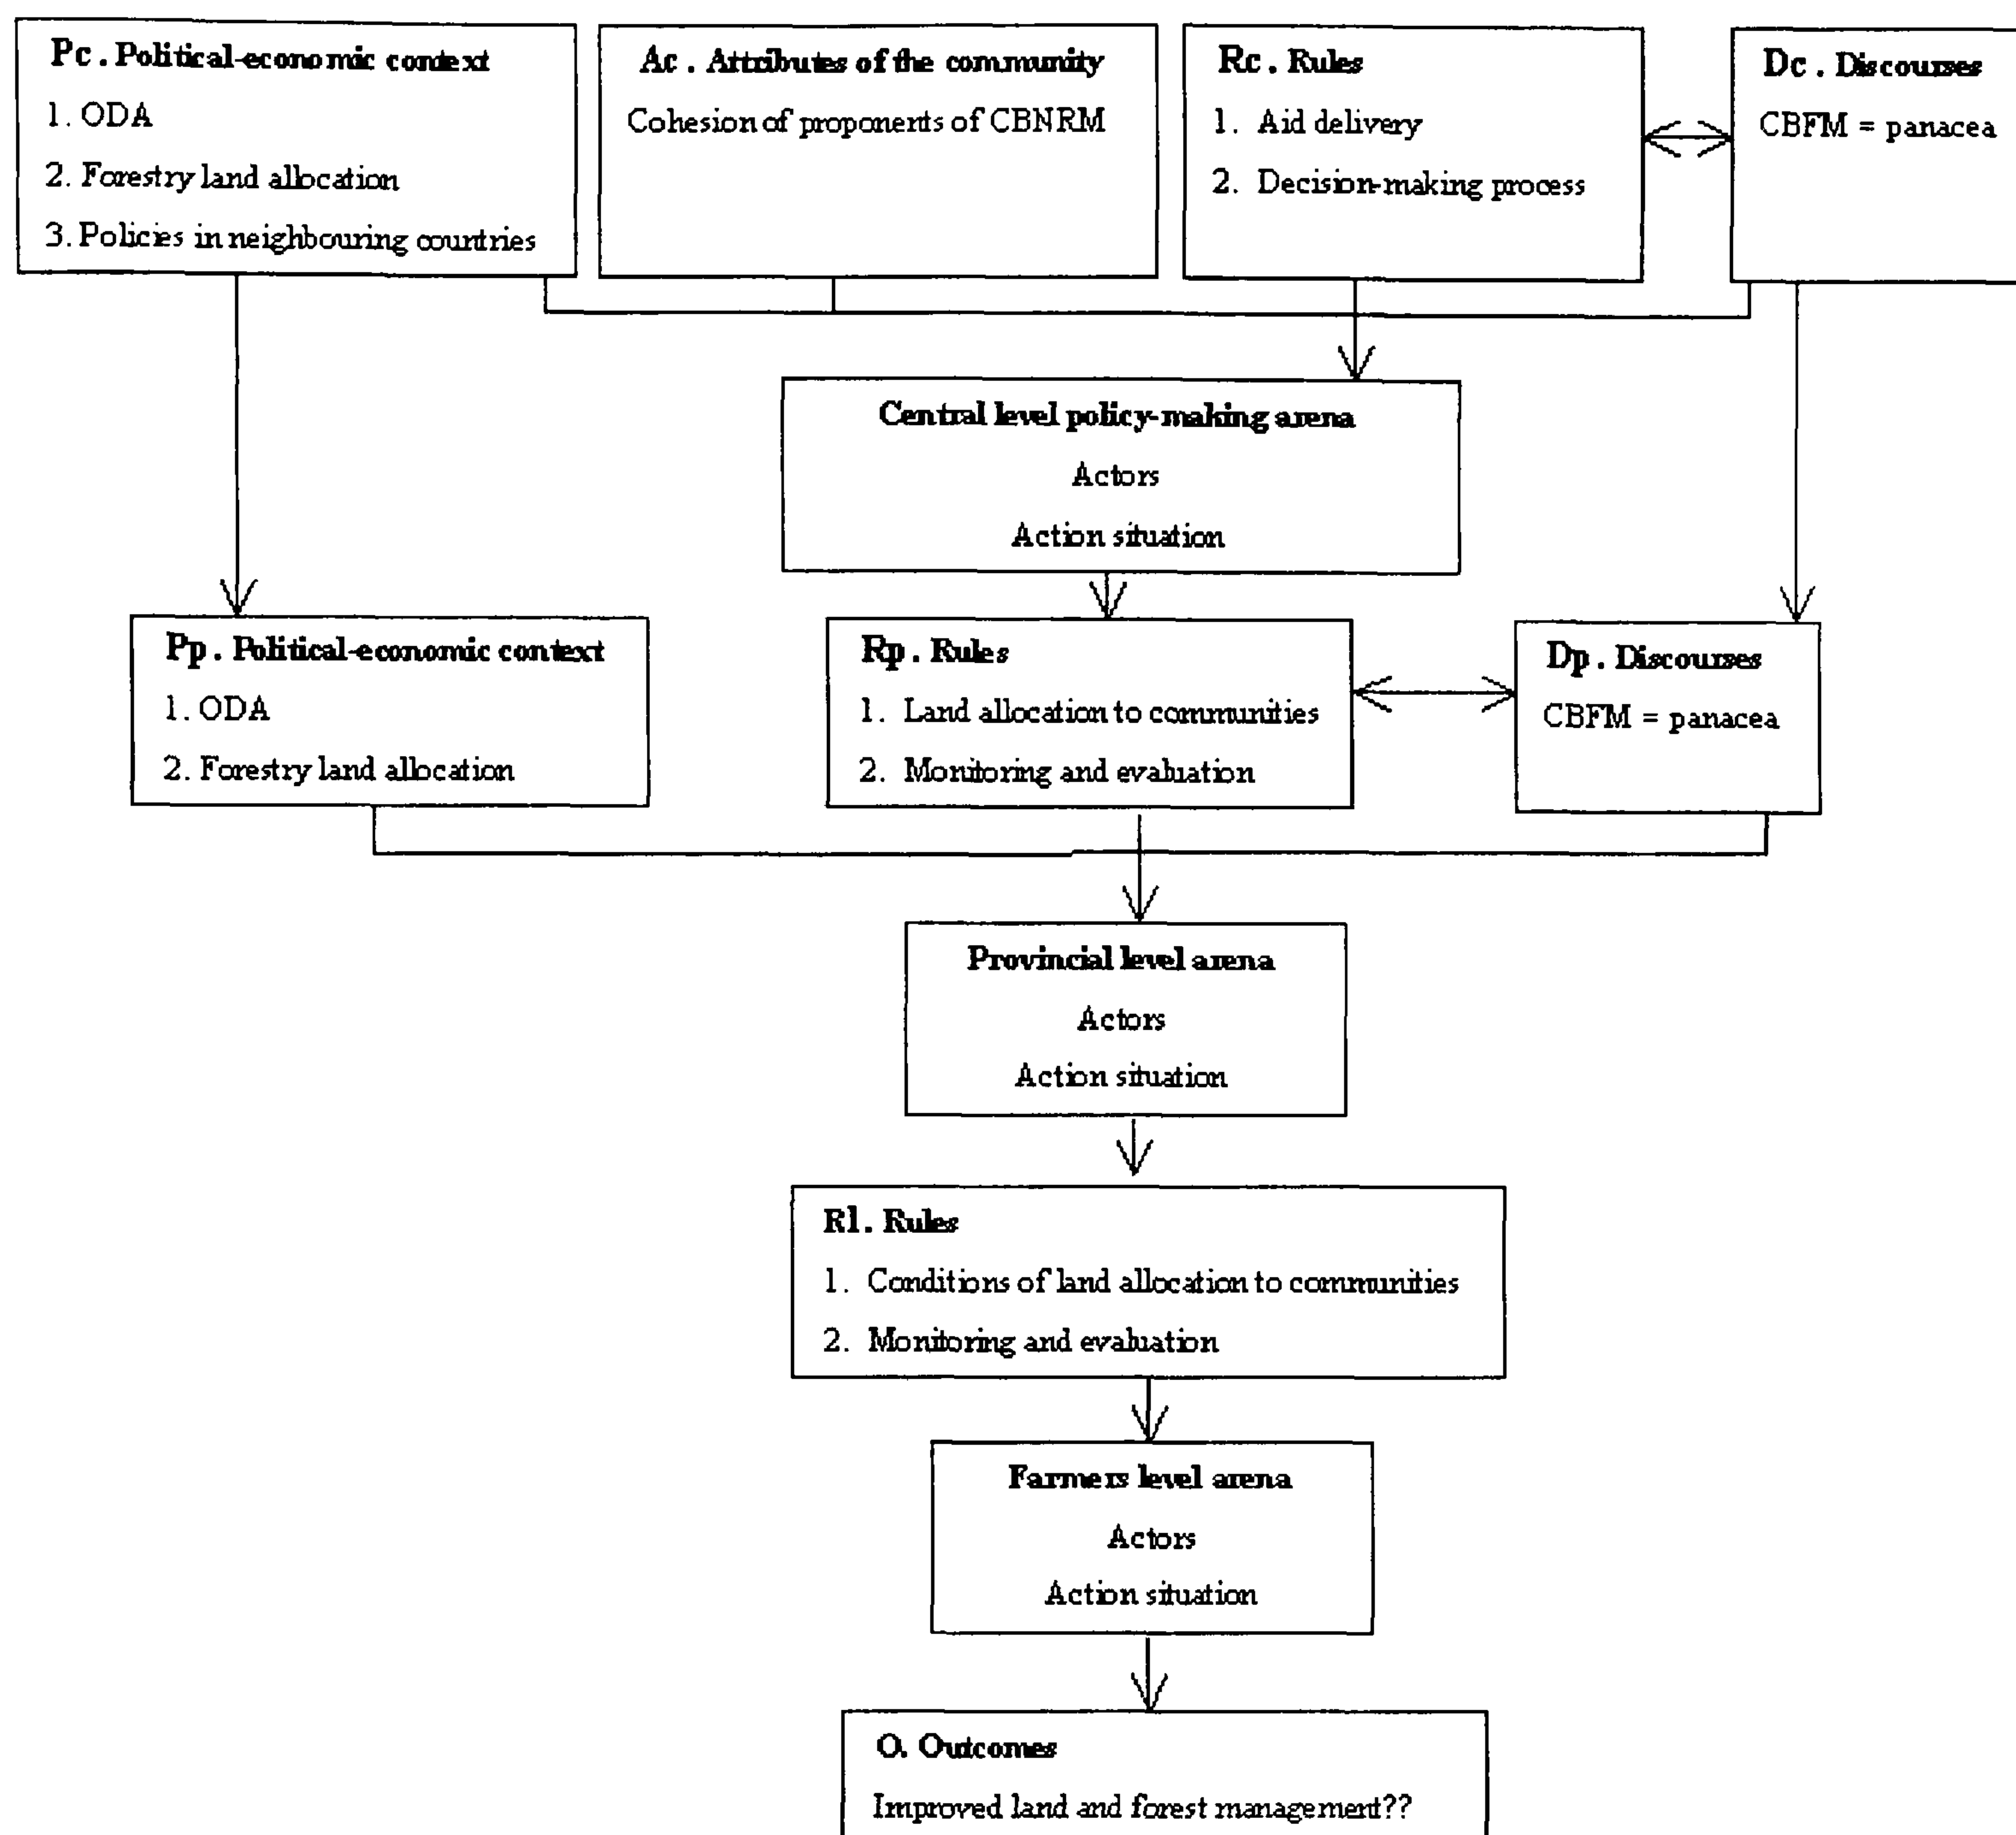 Pc. Political-economic context
1. ODA
2. Forestry land allocation
3. Policies in neighbouring countries
Ac. Attributes of the community
Cohesion of proponents of CBNRM
Rc. Rules
1. Aid delivery
2. Decision-making process
Dc. Discourses
CBFM = panacea
Central level policy-making arena
Actors
Action situation
Pp. Political-economic context
1. ODA
2. Forestry land allocation
Rp. Rules
1. Land allocation to communities
2. Monitoring and evaluation
Dp. Discourses
CBFM = panacea
Provincial level arena
Actors
Action situation
Rl. Rules
1. Conditions of land allocation to communities
2. Monitoring and evaluation
Farmers level arena
Actors
Action situation
O. Outcomes
Improved land and forest management??